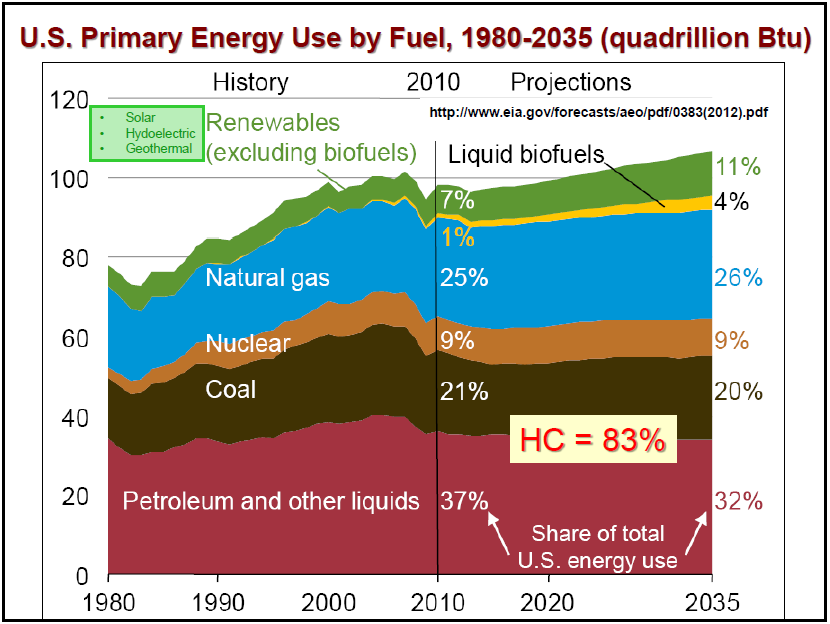 U.S. Primary Energy Use by Fuel, 1980-2035 (quadrillion Btu)
History 2010 Projections
http://www.eia.gov/forecasts/aeo/pdf/0383(2012).pdf
• Solar
• Hydoelectric
• Geothermal
Renewables
(excluding biofuels)
Liquid biofuels
Natural gas
Nuclear
Coal
Petroleum and other liquids
7%
1%
25%
9%
21%
37%
HC = 83%
Share of total
U.S. energy use
11%
4%
26%
9%
20%
32%
120
100
80
60
40
20
0
1980 1990 2000 2010 2020 2035